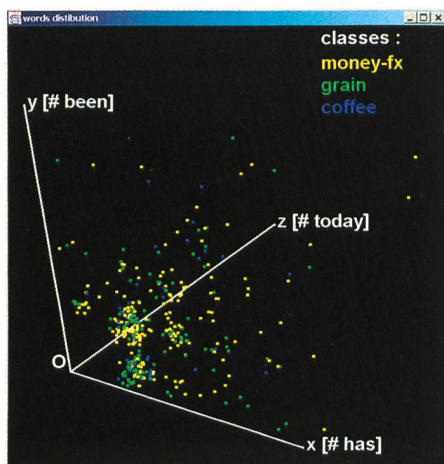 words distibution
classes :
money-fx
grain
coffee
y [# been]
z [# today]
O
x [# has]